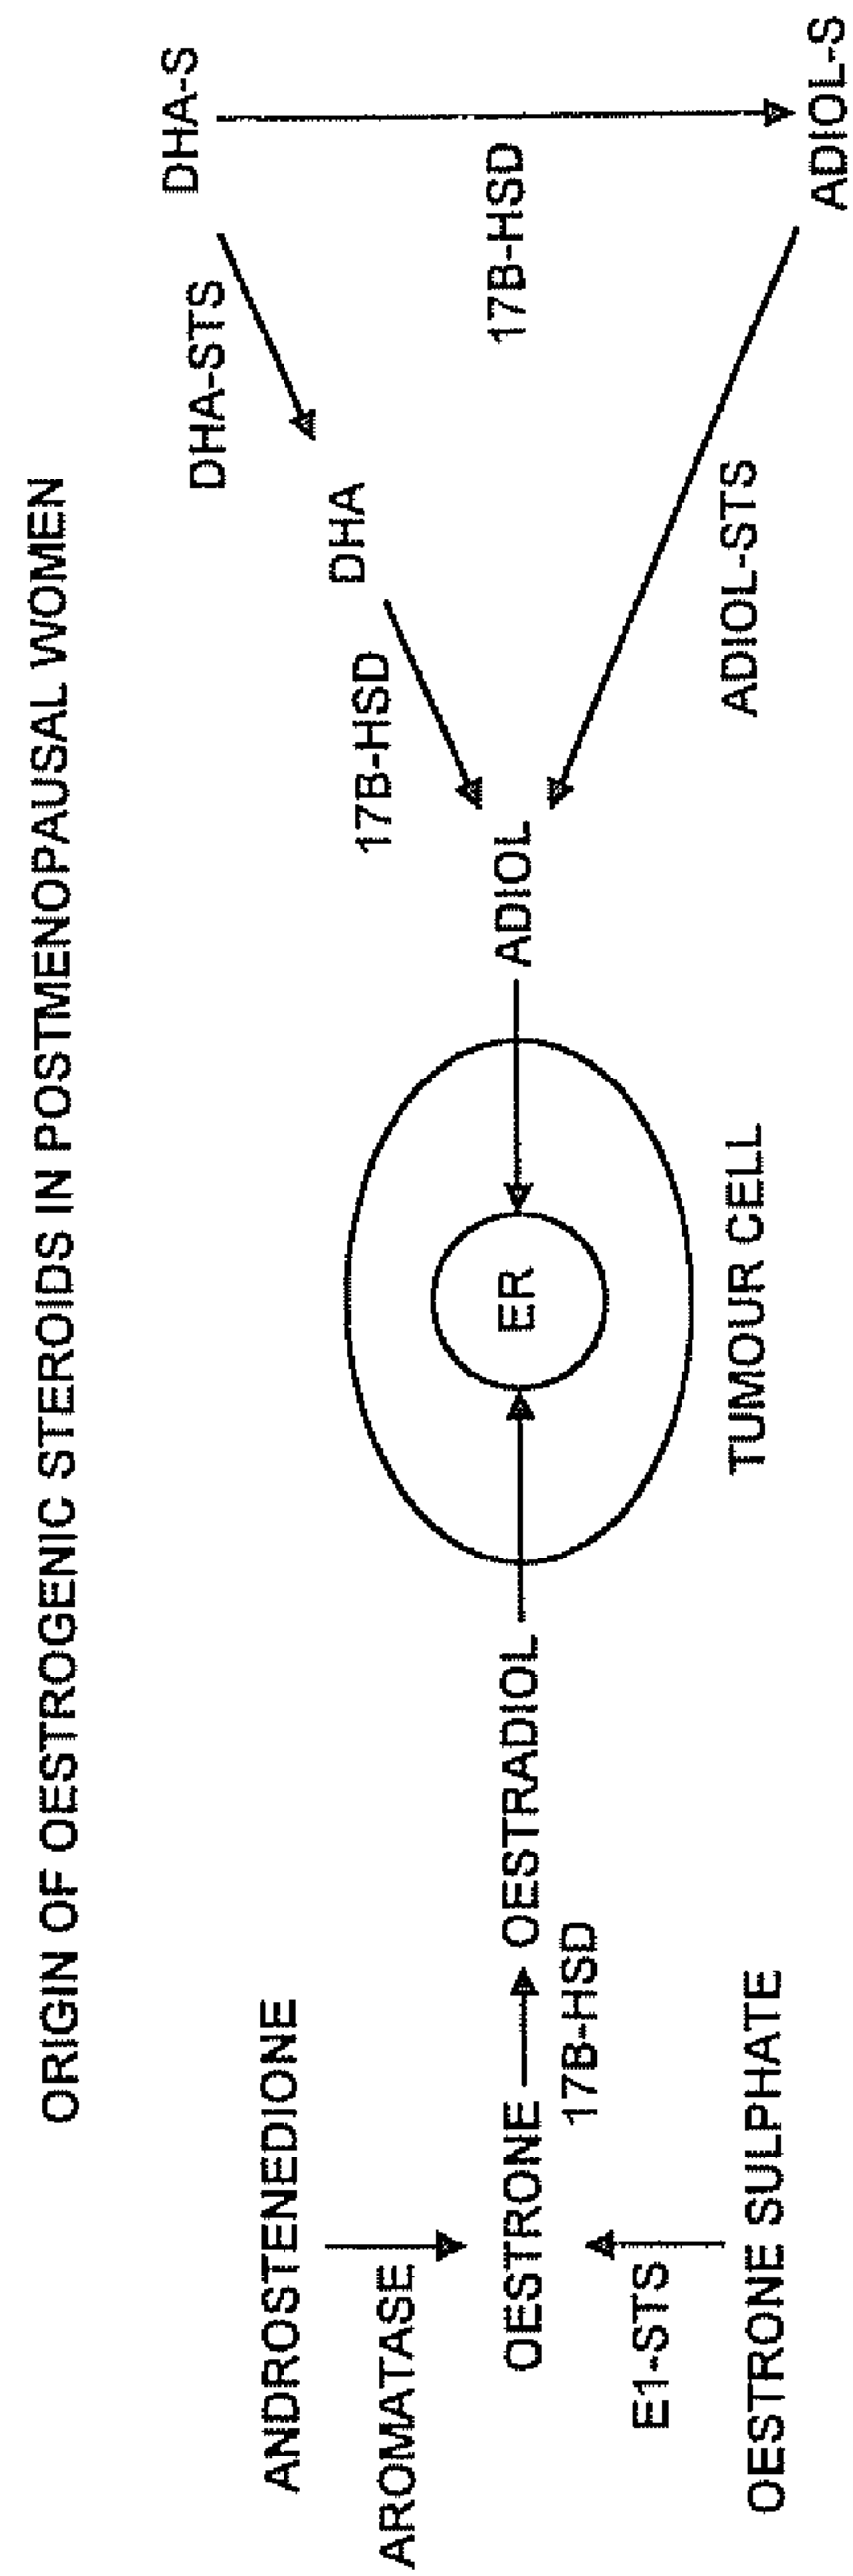 ORIGIN OF OESTROGENIC STEROIDS IN POSTMENOPAUSAL WOMEN
ANDROSTENEDIONE
AROMATASE
OESTRONE
OESTRADIOL
17B-HSD
E1-STS
OESTRONE SULPHATE
ER
TUMOUR CELL
ADIOL
17B-HSD
DHA
DHA-STS
DHA-S
17B-HSD
ADIOL-STS
ADIOL-S